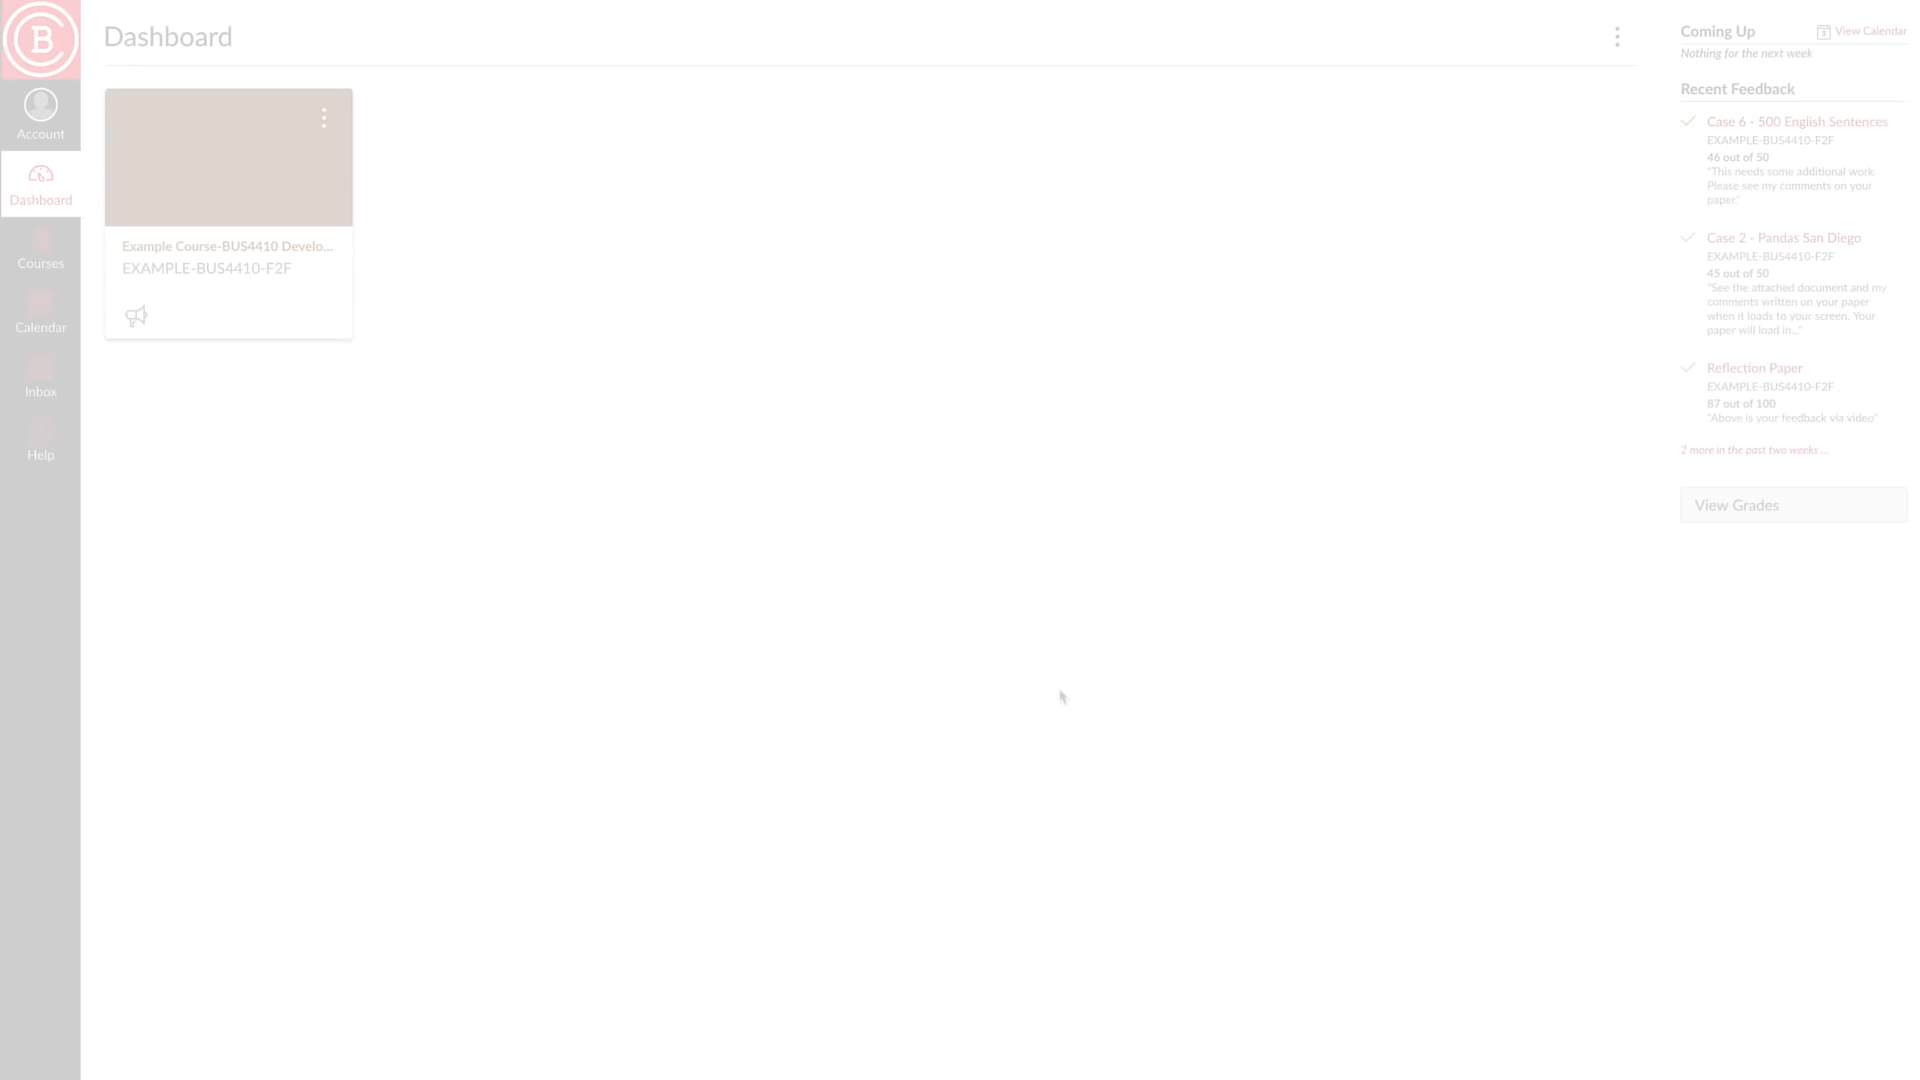 B
Account
Dashboard
Courses
Calendar
Inbox
Help
Dashboard
Example Course-BUS4410 Develo...
EXAMPLE-BUS4410-F2F
Coming Up
View Calendar
Nothing for the next week
Recent Feedback
Case 6 - 500 English Sentences
EXAMPLE-BUS4410-F2F
46 out of 50
"This needs some additional work.
Please see my comments on your
paper."
Case 2 - Pandas San Diego
EXAMPLE-BUS4410-F2F
45 out of 50
"See the attached document and my
comments written on your paper
when it loads to your screen. Your
paper will load in..."
Reflection Paper
EXAMPLE-BUS4410-F2F
87 out of 100
"Above is your feedback via video"
2 more in the past two weeks ...
View Grades